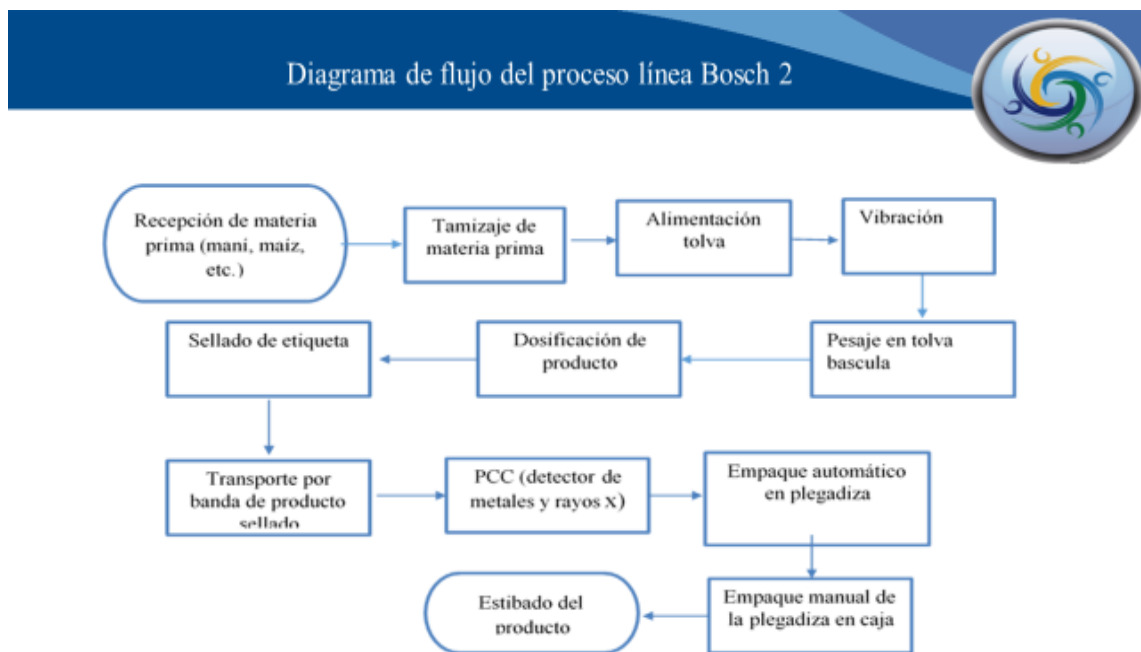 Diagrama de flujo del proceso línea Bosch 2
Recepción de materia
prima (maní, maíz,
etc.)
Tamizaje de
materia prima
Alimentación
tolva
Vibración
Pesaje en tolva
bascula
Dosificación de
producto
Sellado de etiqueta
Transporte por
banda de producto
sellado
PCC (detector de
metales y rayos x)
Empaque automático
en plegadiza
Empaque manual de
la plegadiza en caja
Estibado del
producto